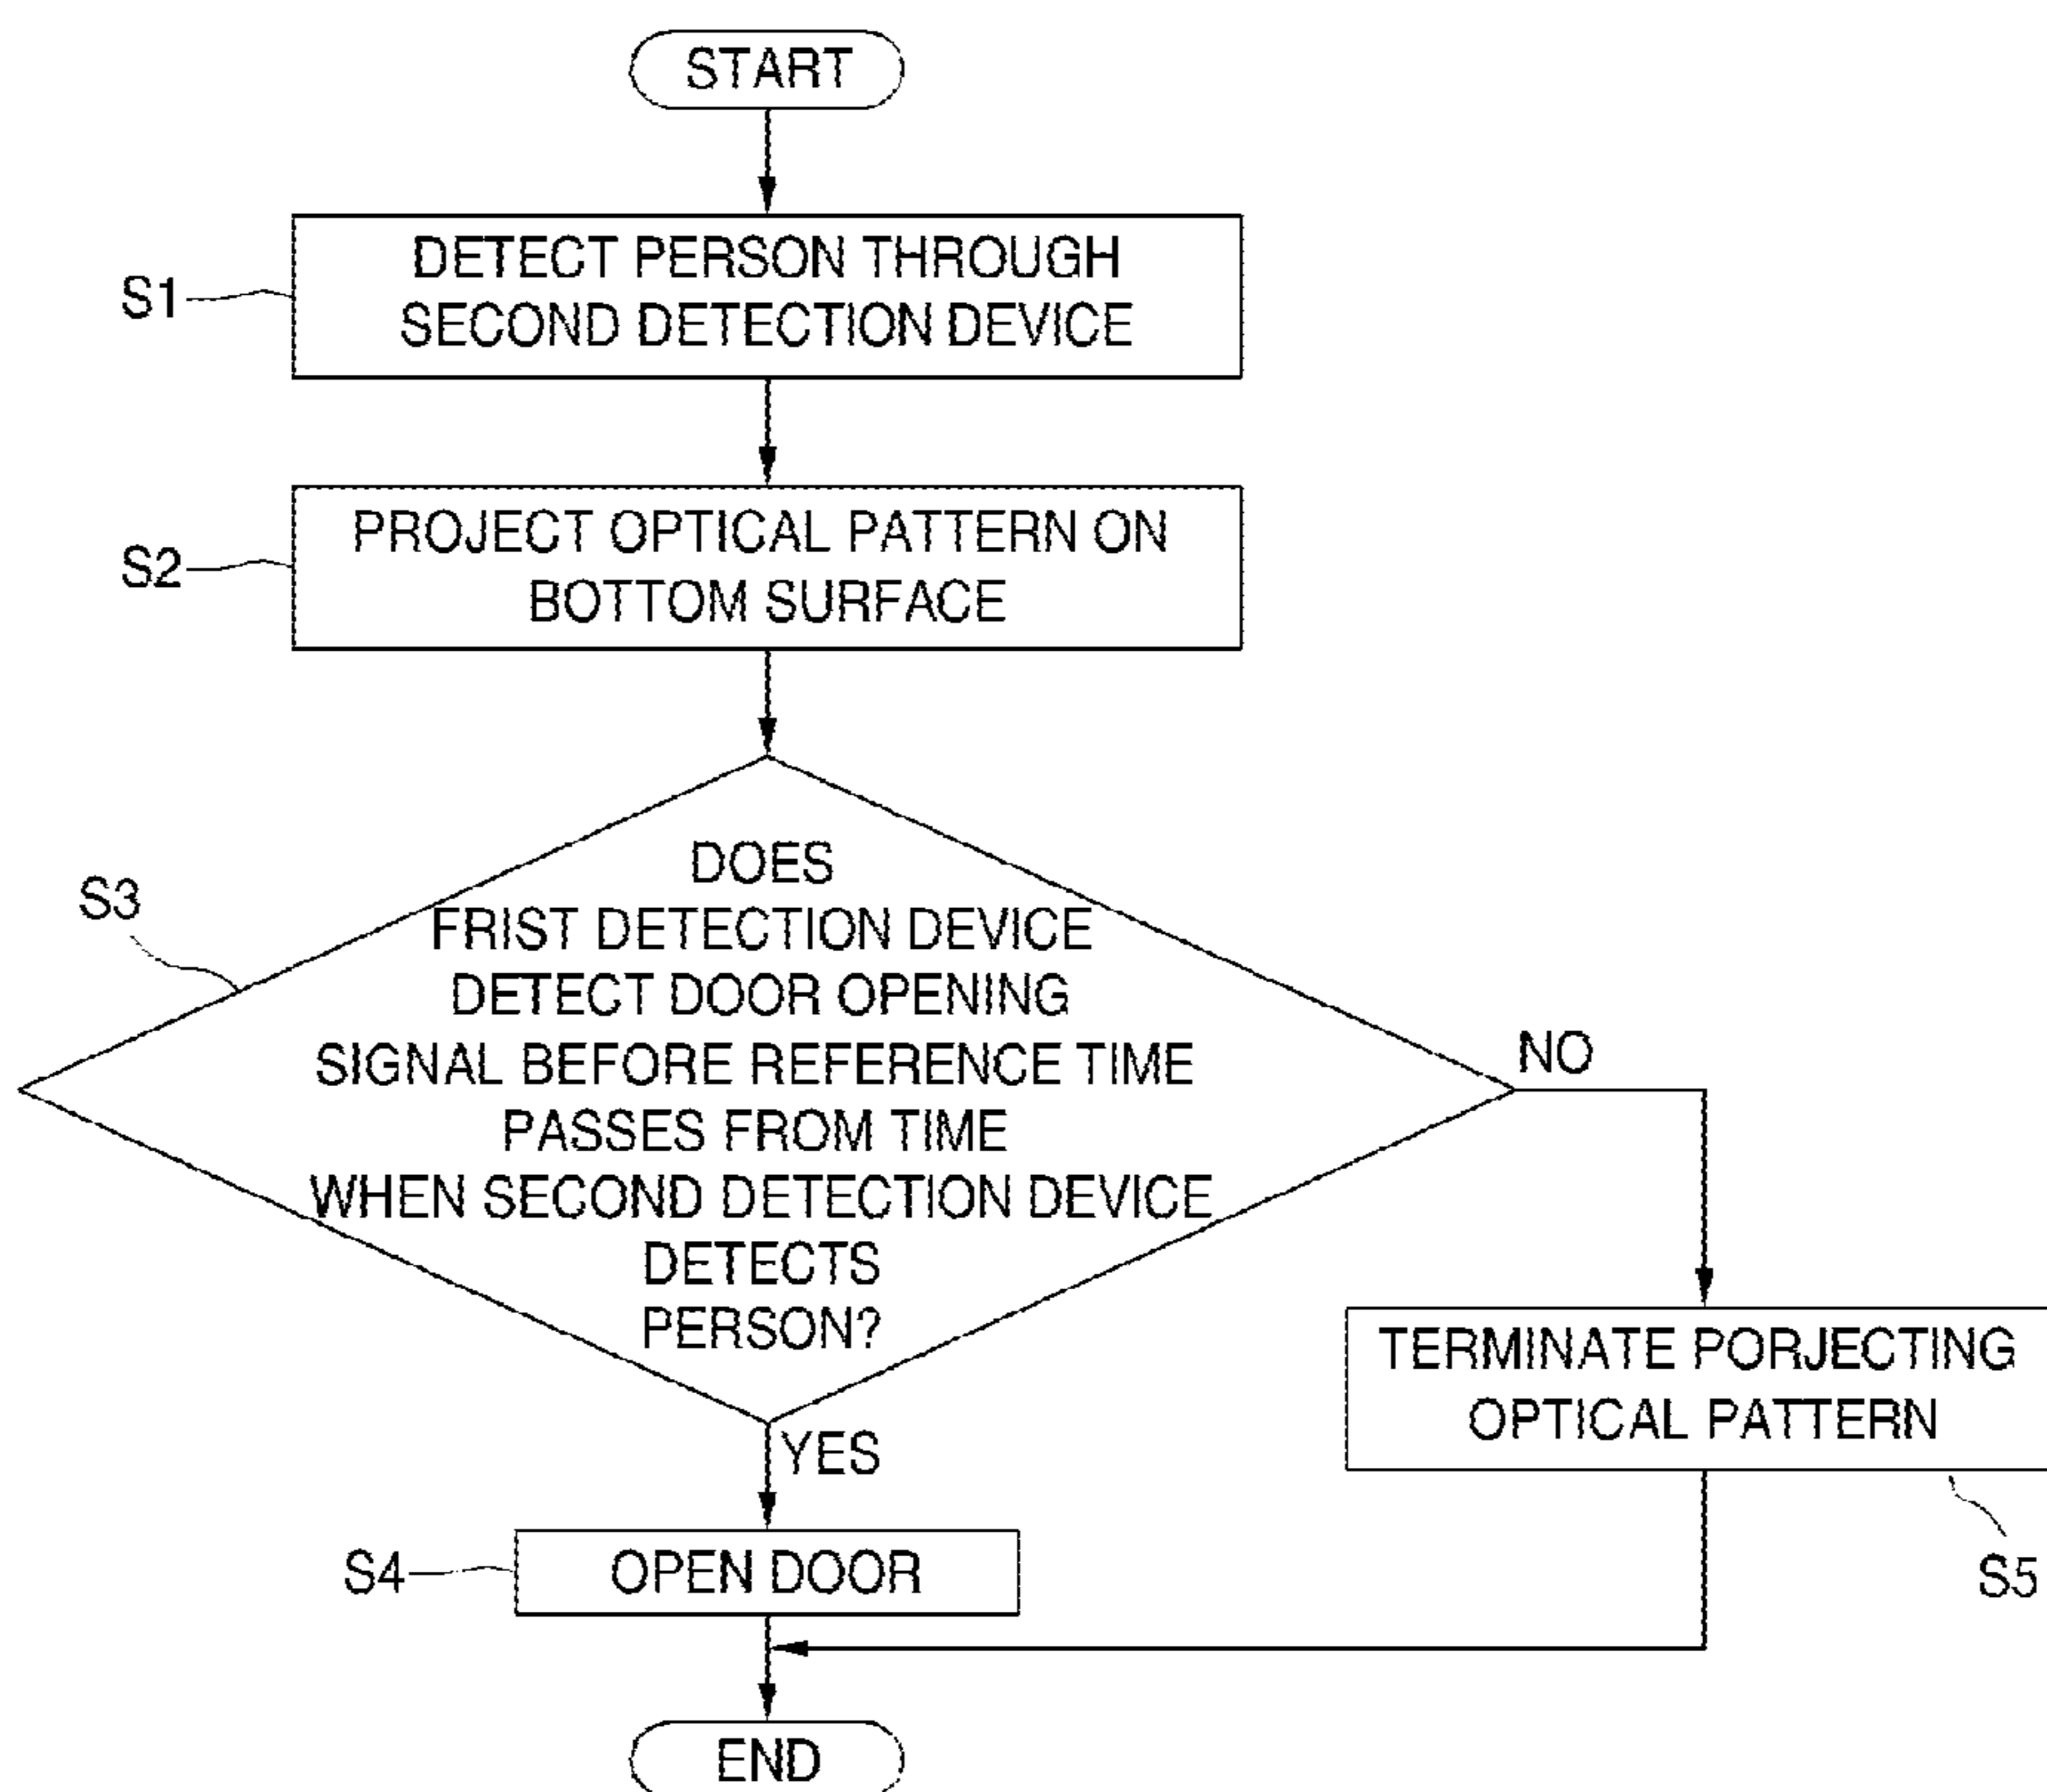 START
S1
DETECT PERSON THROUGH
SECOND DETECTION DEVICE
S2
PROJECT OPTICAL PATTERN ON
BOTTOM SURFACE
S3
DOES
FRIST DETECTION DEVICE
DETECT DOOR OPENING
SIGNAL BEFORE REFERENCE TIME
PASSES FROM TIME
WHEN SECOND DETECTION DEVICE
DETECTS
PERSON?
NO
YES
TERMINATE PORJECTING
OPTICAL PATTERN
S5
S4
OPEN DOOR
END